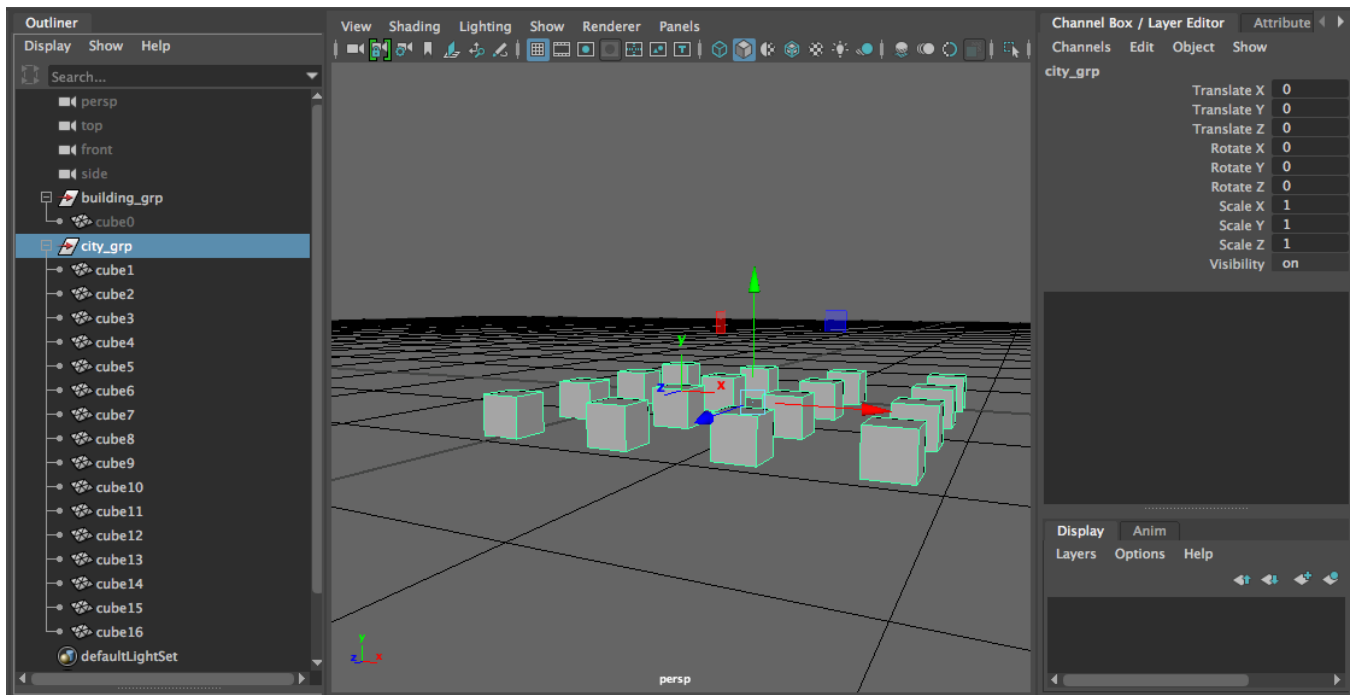 Outliner
Display Show Help
Search...
persp
top
front
side
building_grp
cube0
city_grp
cube1
cube2
cube3
cube4
cube5
cube6
cube7
cube8
cube9
cube10
cube11
cube12
cube13
cube14
cube15
cube16
defaultLightSet
View Shading Lighting Show Renderer Panels
y
z x
y
z x
persp
Channel Box / Layer Editor Attribute
Channels Edit Object Show
city_grp
Translate X 0
Translate Y 0
Translate Z 0
Rotate X 0
Rotate Y 0
Rotate Z 0
Scale X 1
Scale Y 1
Scale Z 1
Visibility on
Display Anim
Layers Options Help